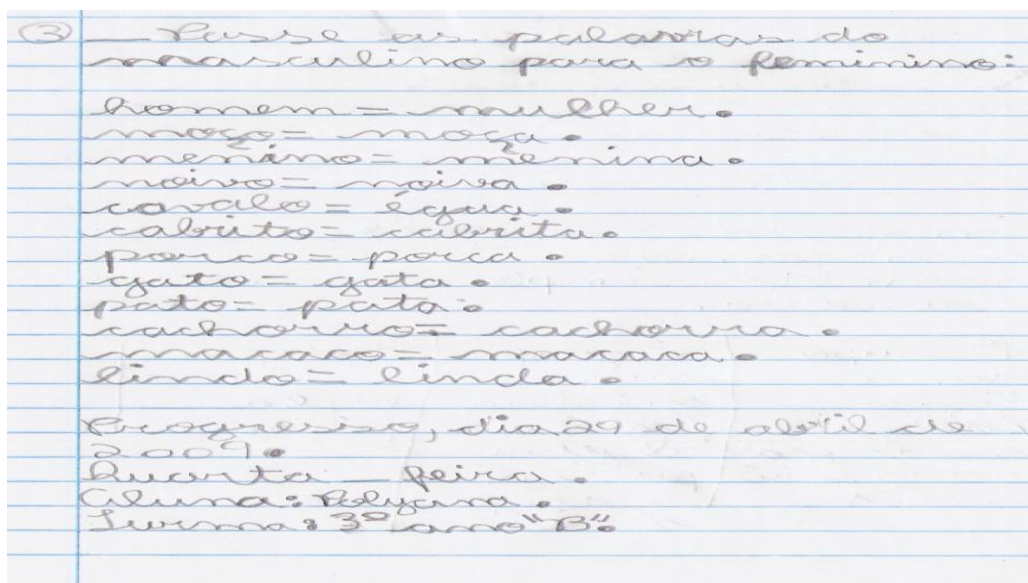 3 — Passe as palavras do
masculino para o feminino:
homem = mulher.
moço = moça.
menino = menina.
noivo = noiva.
cavalo = égua.
cabrito = cabrita.
porco = porca.
gato = gata.
pato = pata.
cachorro = cachorra.
macaco = macaca.
lindo = linda.
Progresso, dia 29 de abril de
2009.
Quarta - feira.
Aluna: Polyana.
Turma: 3º ano "B".